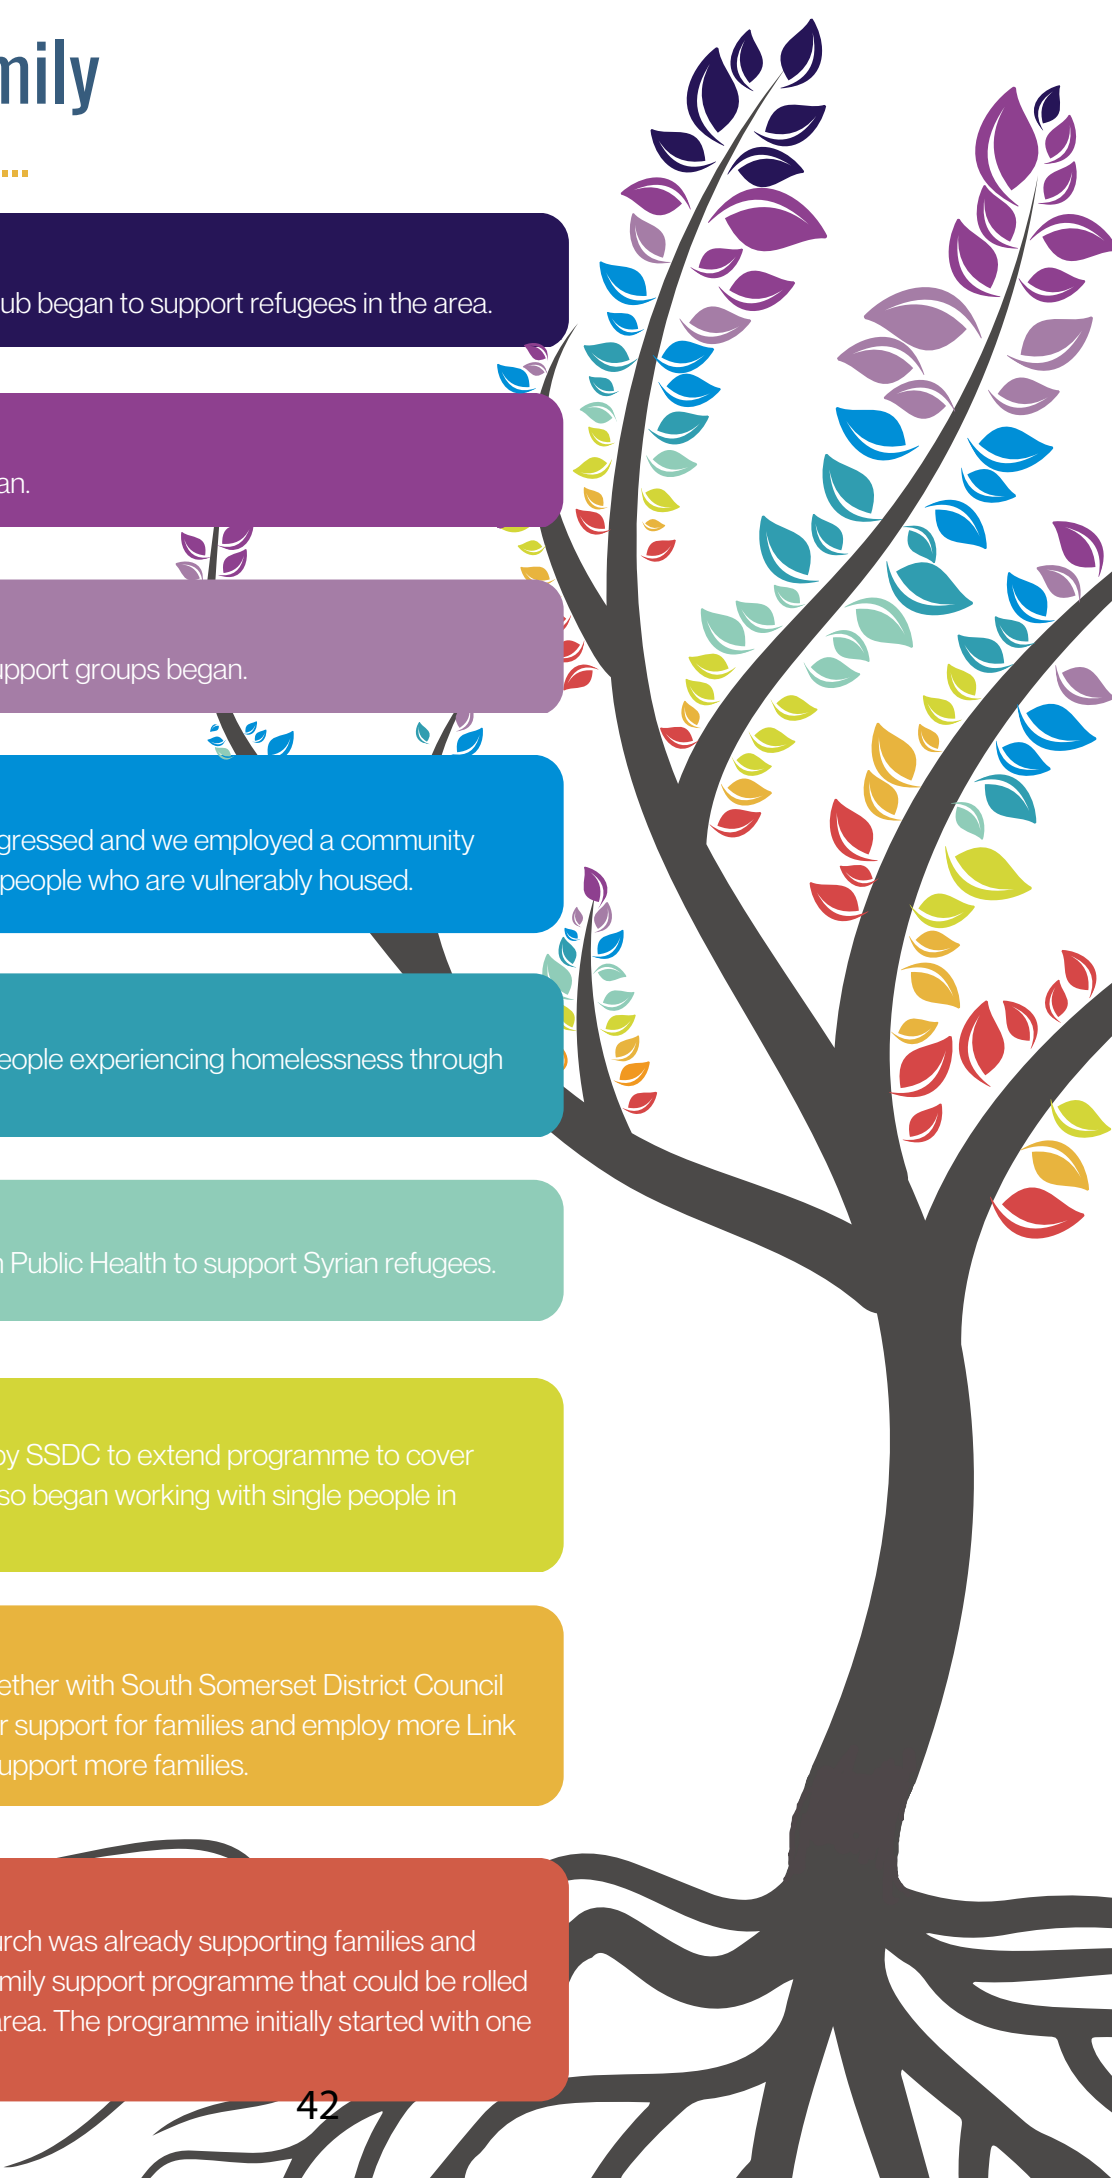 mily
ub began to support refugees in the area.
an.
upport groups began.
gressed and we employed a community
people who are vulnerably housed.
eople experiencing homelessness through
n Public Health to support Syrian refugees.
by SSDC to extend programme to cover
so began working with single people in
ether with South Somerset District Council
r support for families and employ more Link
upport more families.
urch was already supporting families and
mily support programme that could be rolled
area. The programme initially started with one
42